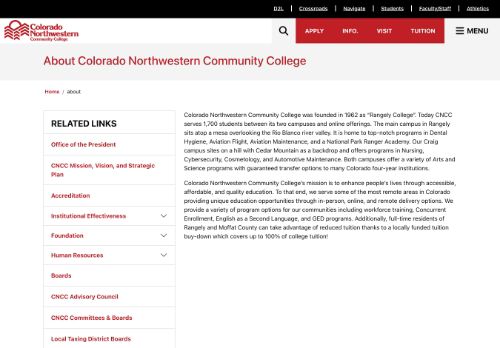 D2L | Crossroads | Navigate | Students | Faculty/Staff | Athletics
Colorado
Northwestern
Community College
APPLY INFO. VISIT TUITION MENU
About Colorado Northwestern Community College
Home / about
RELATED LINKS
Office of the President
CNCC Mission, Vision, and Strategic
Plan
Accreditation
Institutional Effectiveness
Foundation
Human Resources
Boards
CNCC Advisory Council
CNCC Committees & Boards
Local Taxing District Boards
Colorado Northwestern Community College was founded in 1962 as "Rangely College". Today CNCC
serves 1,700 students between its two campuses and online offerings. The main campus in Rangely
sits atop a mesa overlooking the Rio Blanco river valley. It is home to top-notch programs in Dental
Hygiene, Aviation Flight, Aviation Maintenance, and a National Park Ranger Academy. Our Craig
campus sits on a hill with Cedar Mountain as a backdrop and offers programs in Nursing,
Cybersecurity, Cosmetology, and Automotive Maintenance. Both campuses offer a variety of Arts and
Science programs with guaranteed transfer options to many Colorado four-year institutions.
Colorado Northwestern Community College's mission is to enhance people's lives through accessible,
affordable, and quality education. To that end, we serve some of the most remote areas in Colorado
providing unique education opportunities through in-person, online, and remote delivery options. We
provide a variety of program options for our communities including workforce training, Concurrent
Enrollment, English as a Second Language, and GED programs. Additionally, full-time residents of
Rangely and Moffat County can take advantage of reduced tuition thanks to a locally funded tuition
buy-down which covers up to 100% of college tuition!